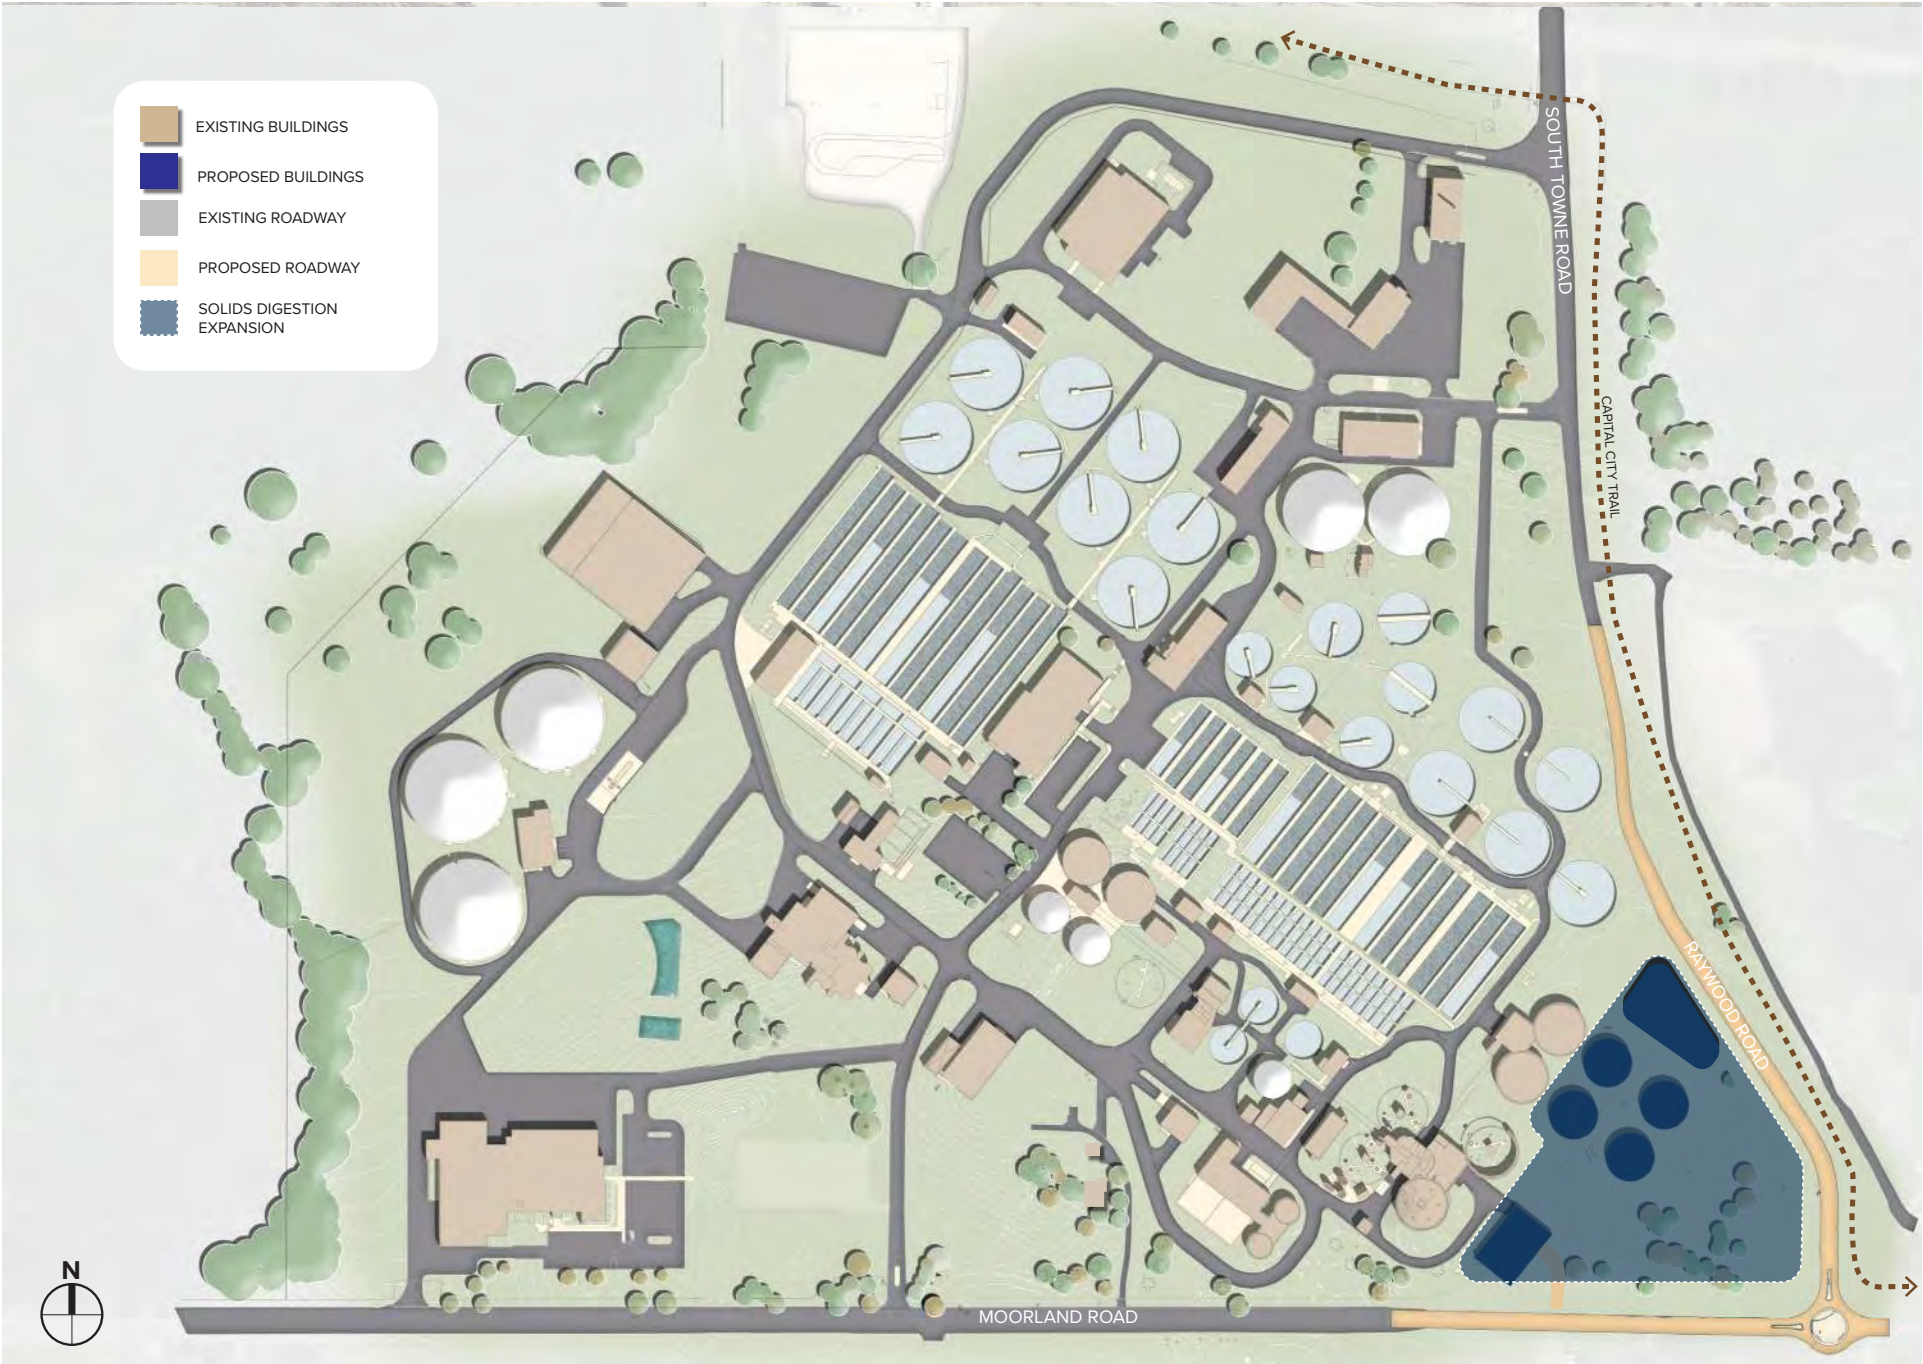 EXISTING BUILDINGS
PROPOSED BUILDINGS
EXISTING ROADWAY
PROPOSED ROADWAY
SOLIDS DIGESTION
EXPANSION
SOUTH TOWNE ROAD
CAPITAL CITY TRAIL
RAYWOOD ROAD
N
MOORLAND ROAD